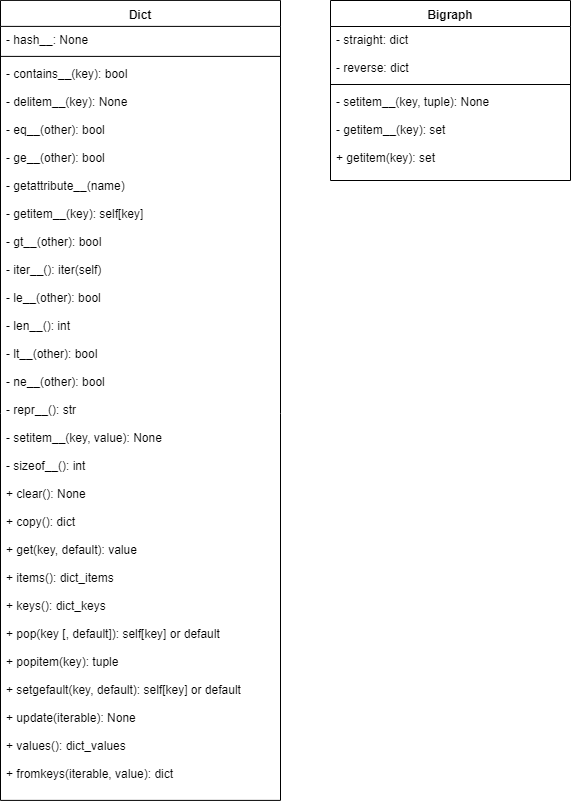 Dict
- hash__: None
- contains__(key): bool
- delitem__(key): None
- eq__(other): bool
- ge__(other): bool
- getattribute__(name)
- getitem__(key): self[key]
- gt__(other): bool
- iter__(): iter(self)
- le__(other): bool
- len__(): int
- lt__(other): bool
- ne__(other): bool
- repr__(): str
- setitem__(key, value): None
- sizeof__(): int
+ clear(): None
+ copy(): dict
+ get(key, default): value
+ items(): dict_items
+ keys(): dict_keys
+ pop(key [, default]): self[key] or default
+ popitem(key): tuple
+ setgefault(key, default): self[key] or default
+ update(iterable): None
+ values(): dict_values
+ fromkeys(iterable, value): dict
Bigraph
- straight: dict
- reverse: dict
- setitem__(key, tuple): None
- getitem__(key): set
+ getitem(key): set